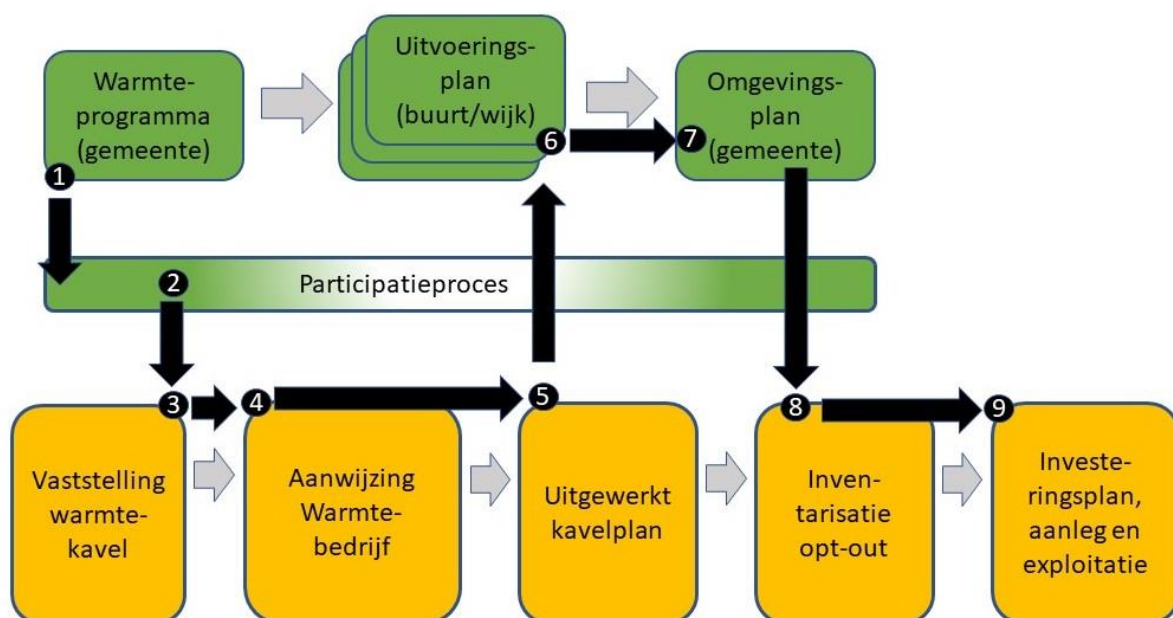 Warmte-
programma
(gemeente)
Uitvoerings-
plan
(buurt/wijk)
Omgevings-
plan
(gemeente)
1
6
7
2
Participatieproces
3
4
5
8
9
Vaststelling
warmte-
kavel
Aanwijzing
Warmte-
bedrijf
Uitgewerkt
kavelplan
Inven-
tarisatie
opt-out
Investe-
ringsplan,
aanleg en
exploitatie